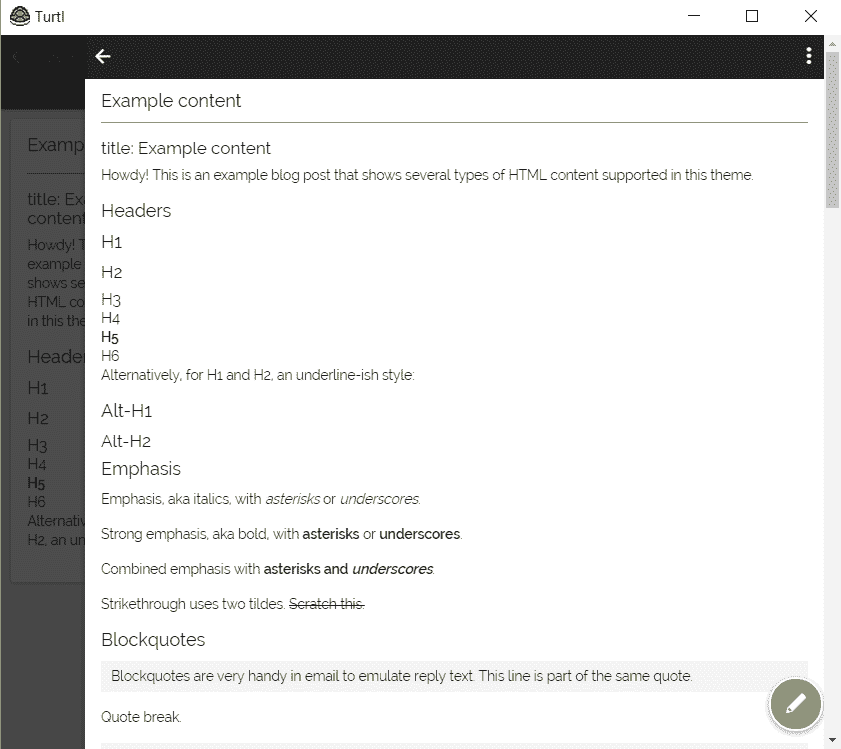 Turtl
Example content
title: Example content
Howdy! This is an example blog post that shows several types of HTML content supported in this theme.
Headers
H1
H2
H3
H4
H5
H6
Alternatively, for H1 and H2, an underline-ish style:
Alt-H1
Alt-H2
Emphasis
Emphasis, aka italics, with asterisks or underscores.
Strong emphasis, aka bold, with asterisks or underscores.
Combined emphasis with asterisks and underscores.
Strikethrough uses two tildes. Scratch this.
Blockquotes
Blockquotes are very handy in email to emulate reply text. This line is part of the same quote.
Quote break.
Examp
title: Ex
content
Howdy! T
example
shows se
HTML co
in this the
Header
H1
H2
H3
H4
H5
H6
Alternativ
H2, an un